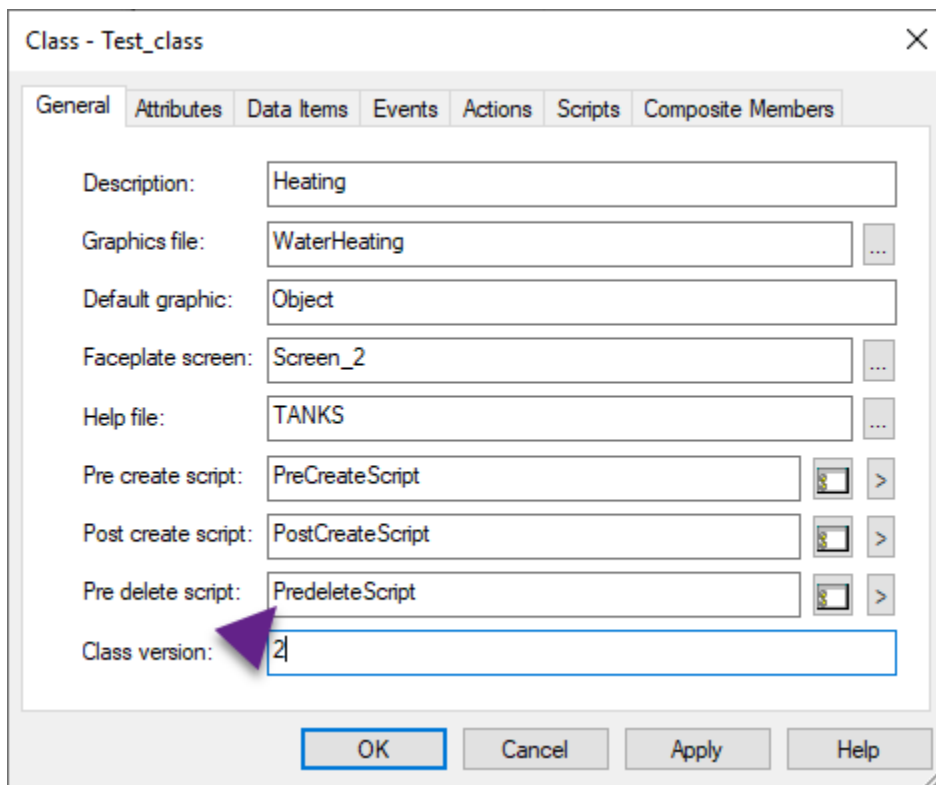 Class - Test_class
General Attributes Data Items Events Actions Scripts Composite Members
Description: Heating
Graphics file: WaterHeating ...
Default graphic: Object
Faceplate screen: Screen_2 ...
Help file: TANKS ...
Pre create script: PreCreateScript >
Post create script: PostCreateScript >
Pre delete script: PredeleteScript >
Class version: 2
OK Cancel Apply Help